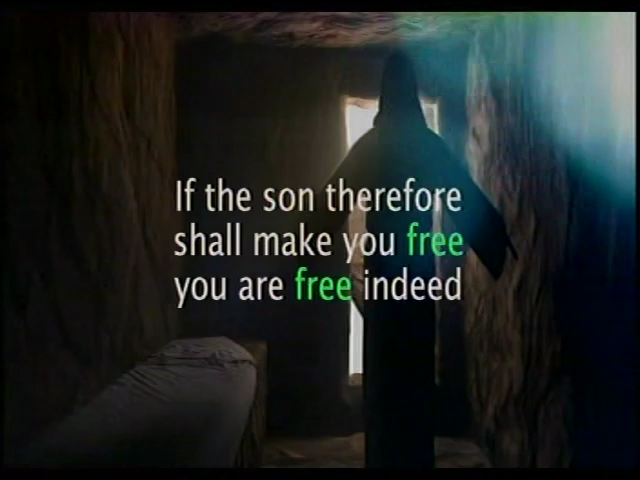 If the son therefore
shall make you free
you are free indeed